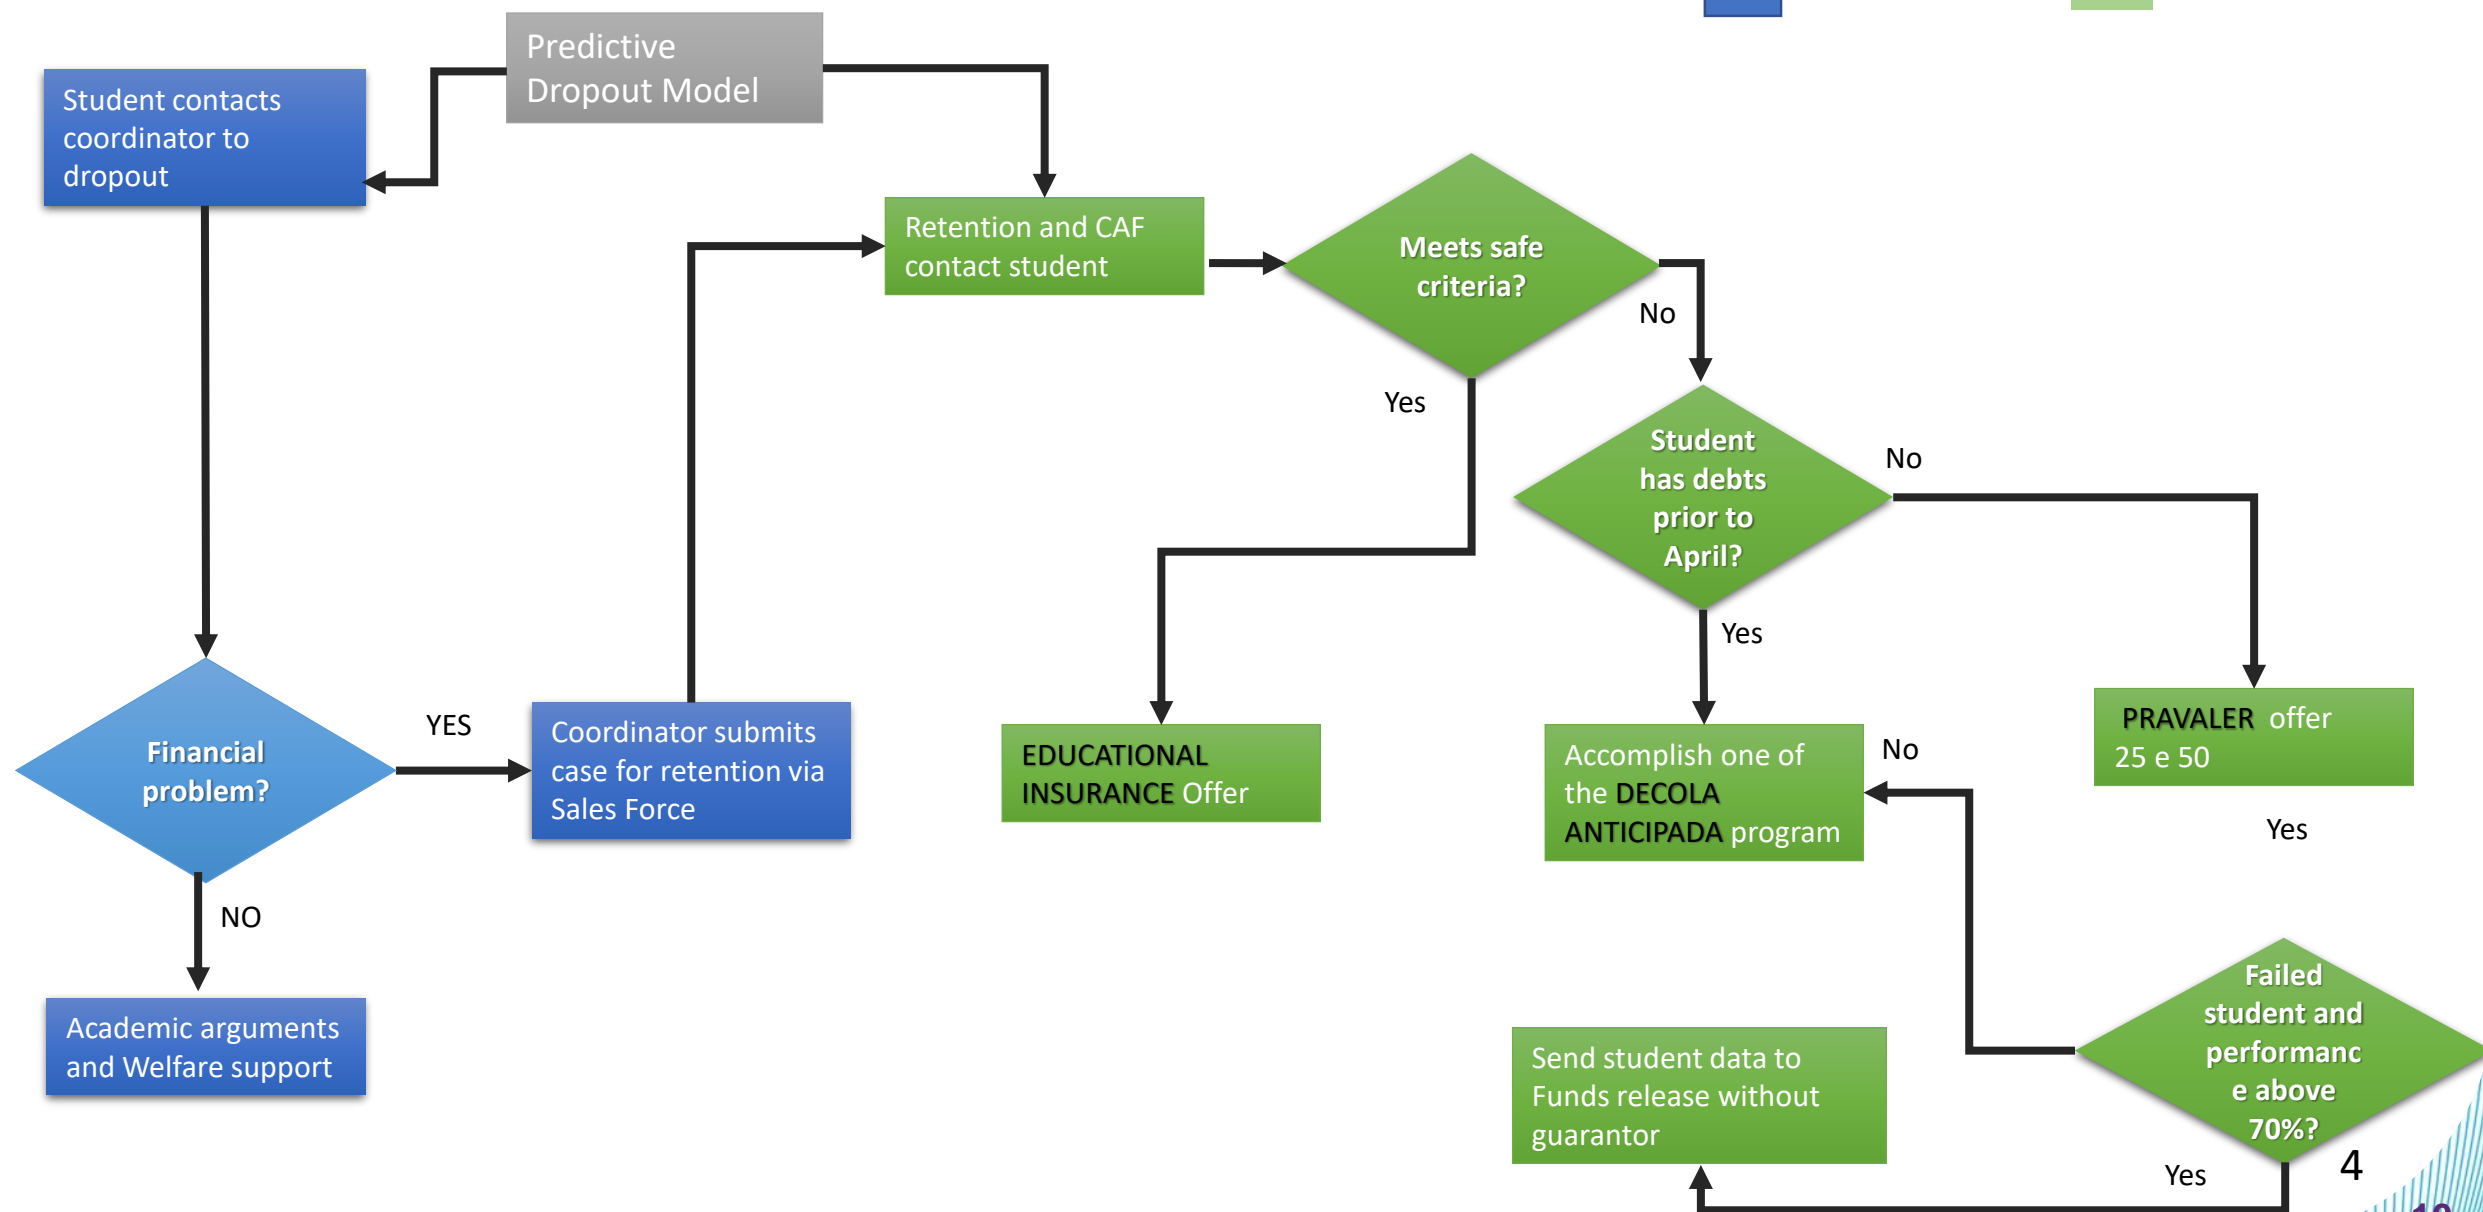 Predictive
Dropout Model
Student contacts
coordinator to
dropout
Retention and CAF
contact student
Meets safe
criteria?
No
Yes
Student
has debts
prior to
April?
No
Yes
Financial
problem?
YES
NO
Coordinator submits
case for retention via
Sales Force
EDUCATIONAL
INSURANCE Offer
Accomplish one of
the DECOLA
ANTICIPADA program
No
PRAVALER offer
25 e 50
Yes
Academic arguments
and Welfare support
Send student data to
Funds release without
guarantor
Failed
student and
performanc
e above
70%?
Yes
4